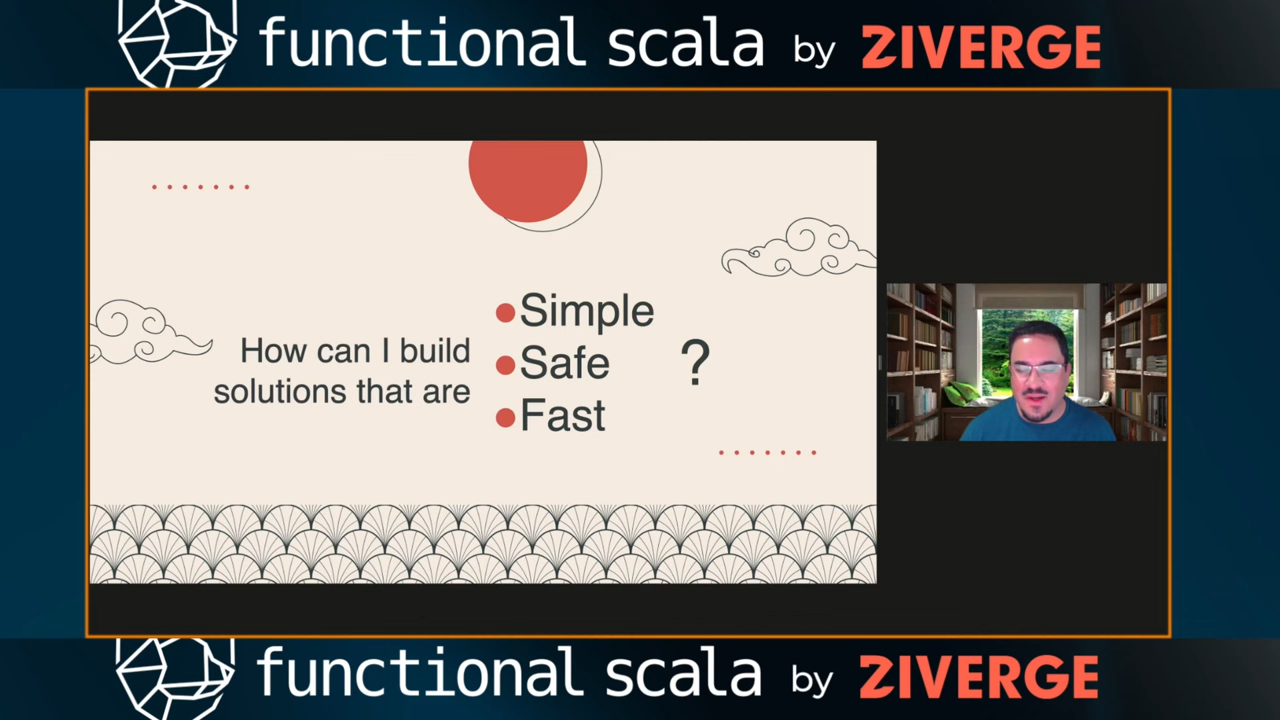 functional scala by ZIVERGE
How can I build
solutions that are
Simple
Safe
Fast
?
functional scala by ZIVERGE